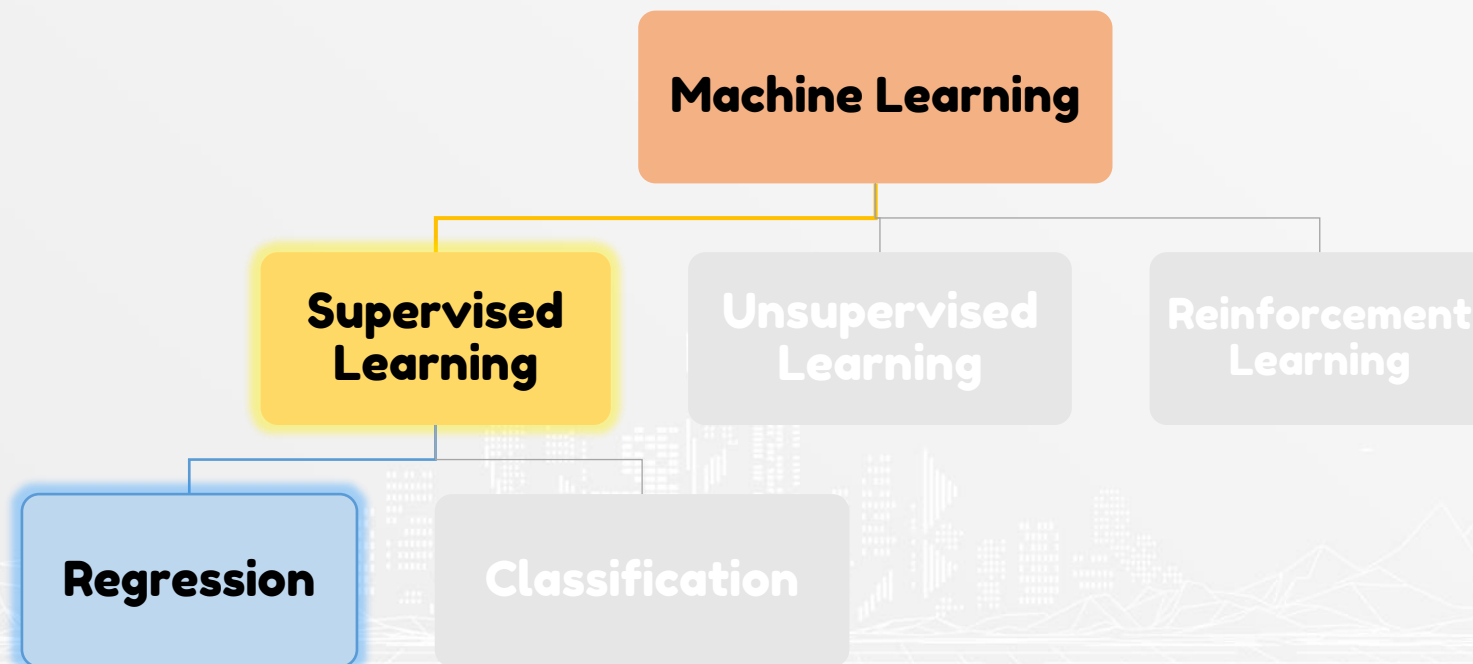 Machine Learning
Supervised
Learning
Unsupervised
Learning
Reinforcement
Learning
Regression
Classification